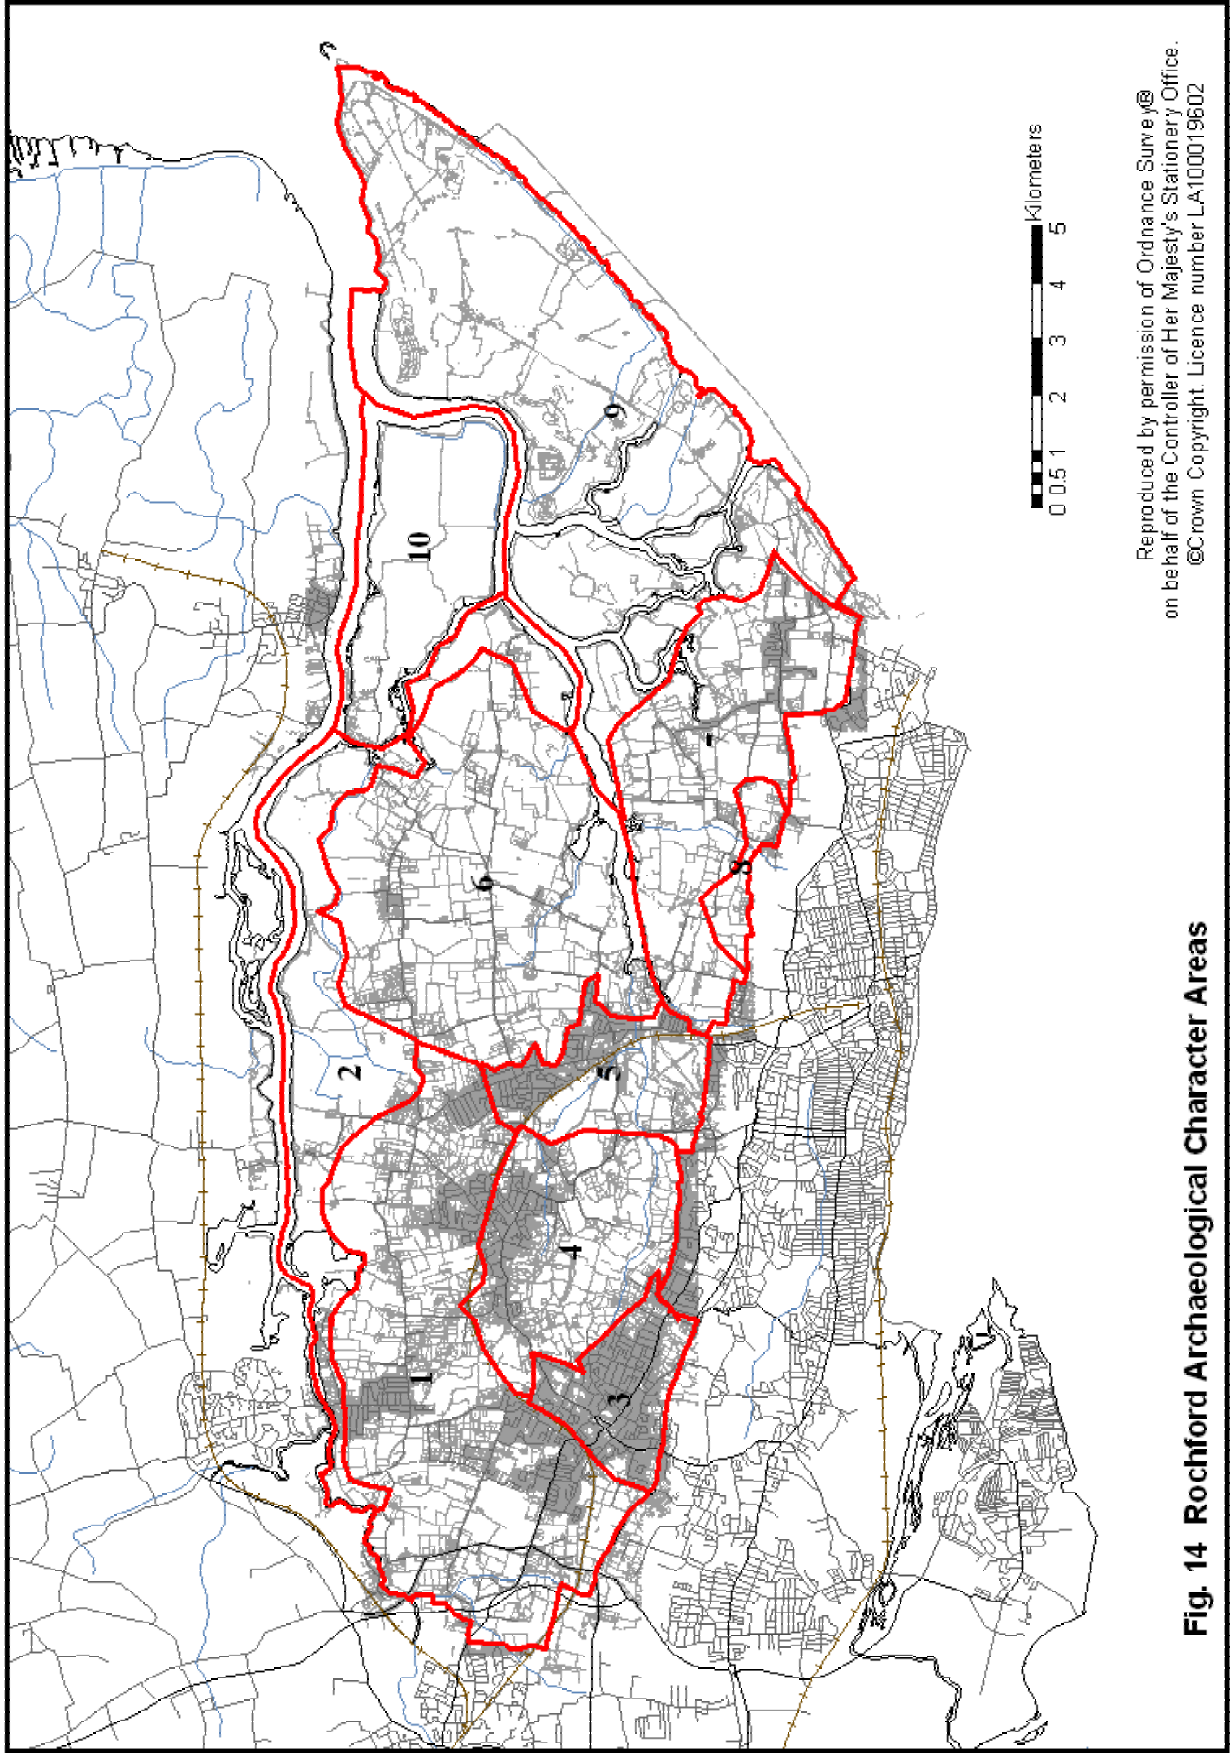 1
2
3
4
5
6
7
8
9
10
0 0.5 1 2 3 4 5
Kilometers
Reproduced by permission of Ordnance Survey®
on behalf of the Controller of Her Majesty's Stationery Office.
©Crown Copyright. Licence number LA100019602
Fig. 14 Rochford Archaeological Character Areas